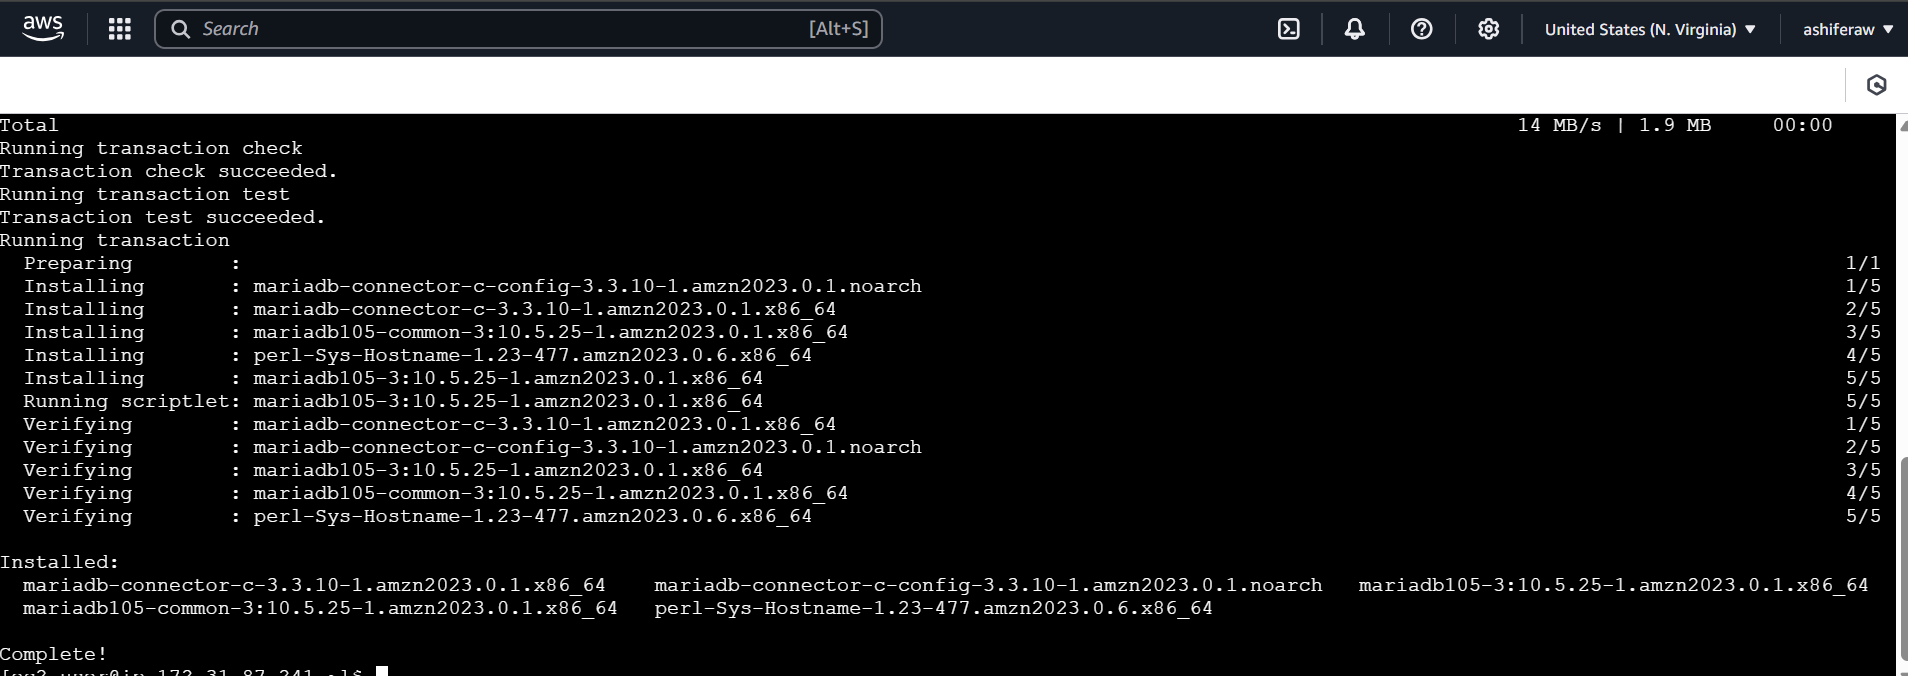 aws
Search [Alt+S]
United States (N. Virginia)
ashiferaw
Total 14 MB/s | 1.9 MB 00:00
Running transaction check
Transaction check succeeded.
Running transaction test
Transaction test succeeded.
Running transaction
Preparing : 1/1
Installing : mariadb-connector-c-config-3.3.10-1.amzn2023.0.1.noarch 1/5
Installing : mariadb-connector-c-3.3.10-1.amzn2023.0.1.x86_64 2/5
Installing : mariadb105-common-3:10.5.25-1.amzn2023.0.1.x86_64 3/5
Installing : perl-Sys-Hostname-1.23-477.amzn2023.0.6.x86_64 4/5
Installing : mariadb105-3:10.5.25-1.amzn2023.0.1.x86_64 5/5
Running scriptlet: mariadb105-3:10.5.25-1.amzn2023.0.1.x86_64 5/5
Verifying : mariadb-connector-c-3.3.10-1.amzn2023.0.1.x86_64 1/5
Verifying : mariadb-connector-c-config-3.3.10-1.amzn2023.0.1.noarch 2/5
Verifying : mariadb105-3:10.5.25-1.amzn2023.0.1.x86_64 3/5
Verifying : mariadb105-common-3:10.5.25-1.amzn2023.0.1.x86_64 4/5
Verifying : perl-Sys-Hostname-1.23-477.amzn2023.0.6.x86_64 5/5
Installed:
mariadb-connector-c-3.3.10-1.amzn2023.0.1.x86_64 mariadb-connector-c-config-3.3.10-1.amzn2023.0.1.noarch mariadb105-3:10.5.25-1.amzn2023.0.1.x86_64
mariadb105-common-3:10.5.25-1.amzn2023.0.1.x86_64 perl-Sys-Hostname-1.23-477.amzn2023.0.6.x86_64
Complete!
[ec2-user@ip-172-31-87-241 ~]$